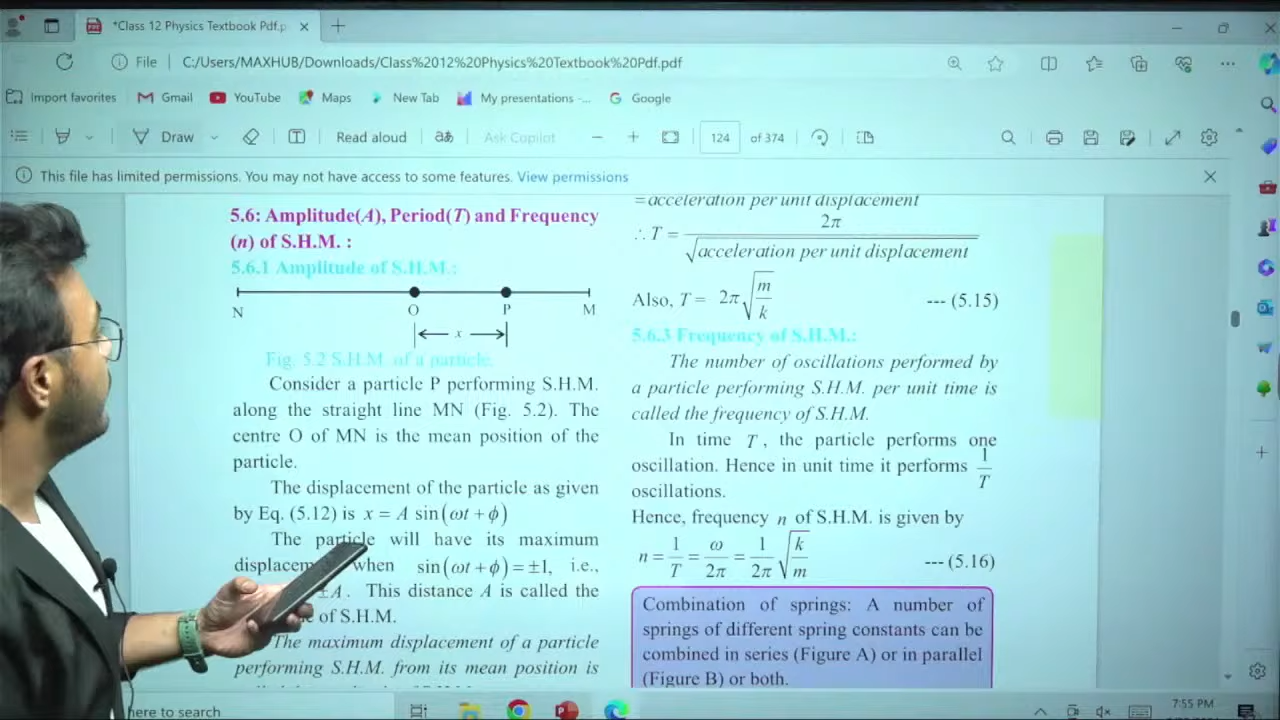 *Class 12 Physics Textbook Pdf.p
File
C:/Users/MAXHUB/Downloads/Class%2012%20Physics%20Textbook%20Pdf.pdf
Import favorites
Gmail
YouTube
Maps
New Tab
My presentations -...
Google
Draw
Read aloud
Ask Copilot
124 of 374
This file has limited permissions. You may not have access to some features. View permissions
5.6: Amplitude(A), Period(T) and Frequency
(n) of S.H.M. :
5.6.1 Amplitude of S.H.M.:
N O P M
x
Fig. 5.2 S.H.M. of a particle.
Consider a particle P performing S.H.M.
along the straight line MN (Fig. 5.2). The
centre O of MN is the mean position of the
particle.
The displacement of the particle as given
by Eq. (5.12) is x = A sin(ωt + ϕ)
The particle will have its maximum
when sin(ωt + ϕ) = ±1, i.e.,
±A. This distance A is called the
of S.H.M.
The maximum displacement of a particle
performing S.H.M. from its mean position is
= acceleration per unit displacement
∴ T = 2π / √(acceleration per unit displacement)
Also, T = 2π√(m/k) --- (5.15)
5.6.3 Frequency of S.H.M.:
The number of oscillations performed by
a particle performing S.H.M. per unit time is
called the frequency of S.H.M.
In time T, the particle performs one
oscillation. Hence in unit time it performs 1/T
oscillations.
Hence, frequency n of S.H.M. is given by
n = 1/T = ω/2π = 1/2π √(k/m) --- (5.16)
Combination of springs: A number of
springs of different spring constants can be
combined in series (Figure A) or in parallel
(Figure B) or both.
here to search
7:55 PM